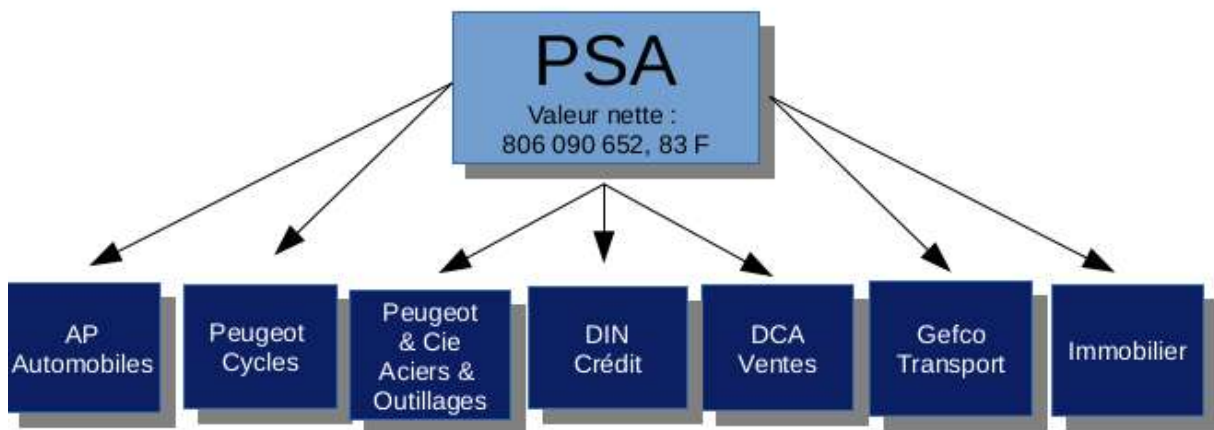 PSA
Valeur nette :
806 090 652, 83 F
AP
Automobiles
Peugeot
Cycles
Peugeot
& Cie
Aciers &
Outillages
DIN
Crédit
DCA
Ventes
Gefco
Transport
Immobilier